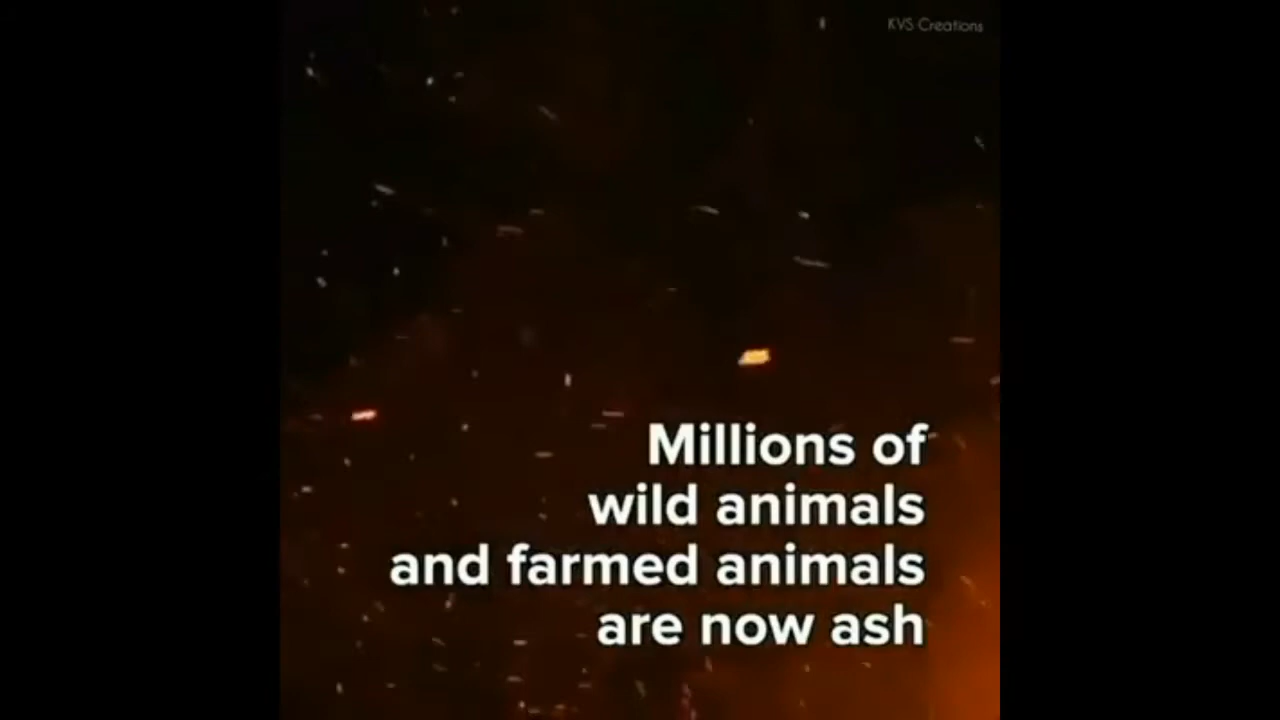 KVS Creations
Millions of
wild animals
and farmed animals
are now ash